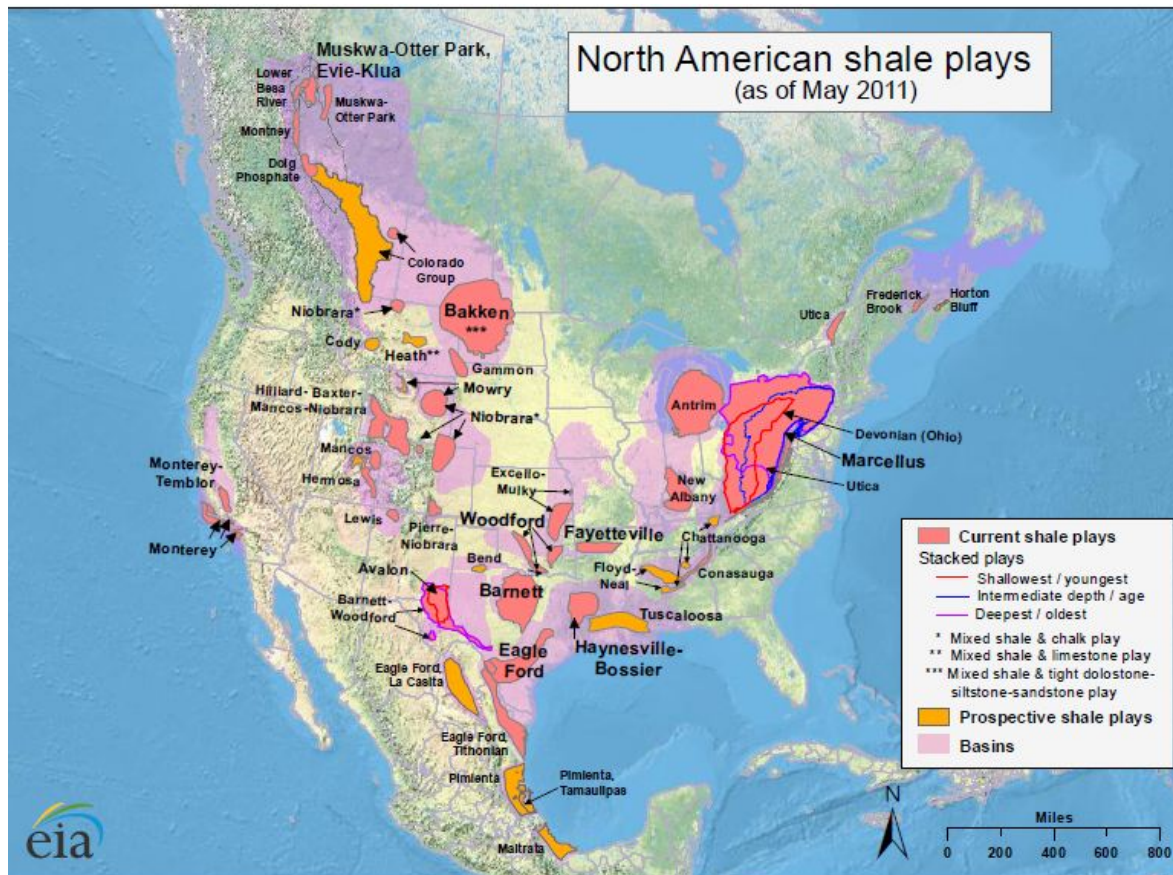 North American shale plays
(as of May 2011)
Muskwa-Otter Park,
Evie-Klua
Lower
Besa
River
Muskwa-
Otter Park
Montney
Doig
Phosphate
Colorado
Group
Niobrara*
Bakken
***
Cody
Heath**
Gammon
Mowry
Hilliard-Baxter-
Mancos-Niobrara
Niobrara*
Mancos
Hermosa
Monterey-
Temblor
Monterey
Lewis
Pierre-
Niobrara
Excello-
Mulky
Woodford
Fayetteville
Bend
Avalon
Barnett
Barnett-
Woodford
Eagle
Ford
Haynesville-
Bossier
Tuscaloosa
Floyd-
Neal
Chattanooga
Conasauga
New
Albany
Antrim
Devonian (Ohio)
Marcellus
Utica
Utica
Frederick
Brook
Horton
Bluff
Eagle Ford,
La Casita
Eagle Ford,
Tithonian
Pimienta
Pimienta,
Tamaulipas
Maltrata
Current shale plays
Stacked plays
Shallowest / youngest
Intermediate depth / age
Deepest / oldest
* Mixed shale & chalk play
** Mixed shale & limestone play
*** Mixed shale & tight dolostone-
siltstone-sandstone play
Prospective shale plays
Basins
N
Miles
0 200 400 600 800
eia